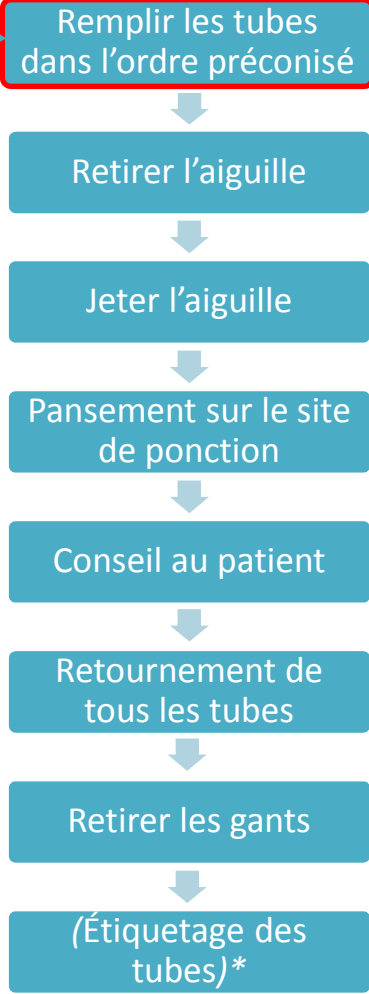 Remplir les tubes
dans l’ordre préconisé
Retirer l’aiguille
Jeter l’aiguille
Pansement sur le site
de ponction
Conseil au patient
Retournement de
tous les tubes
Retirer les gants
(Étiquetage des
tubes)*